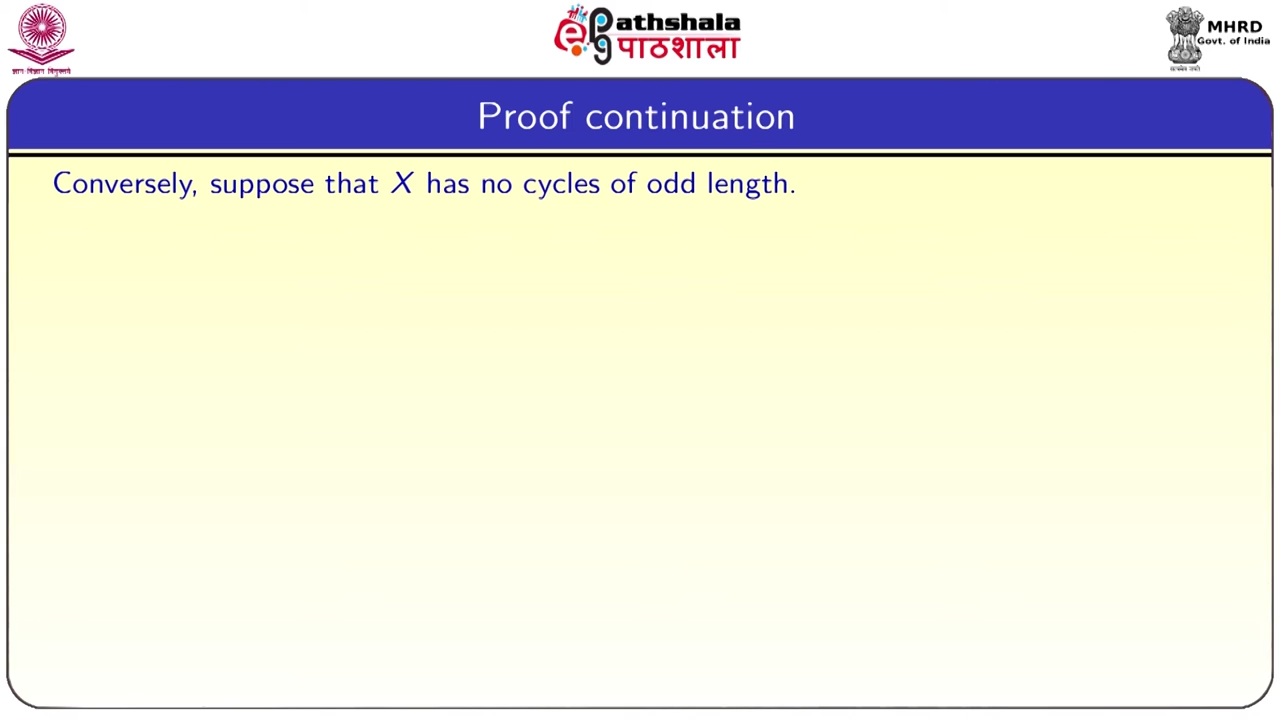 ePathshala
पाठशाला
MHRD
Govt. of India
Proof continuation
Conversely, suppose that X has no cycles of odd length.